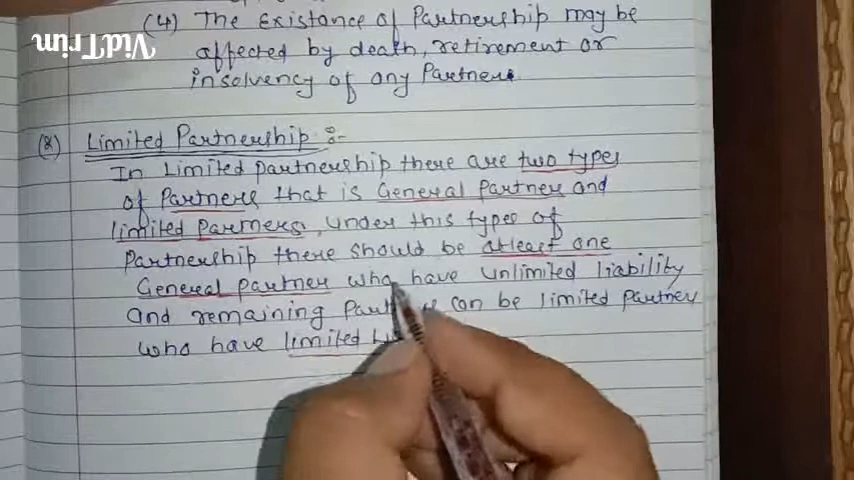 (4) The Existance of Partnership may be
affected by death, retirement or
insolvency of any Partner.
VidTrim
(8) Limited Partnership :-
In Limited partnership there are two types
of Partners that is General Partner and
limited Partners, under this types of
Partnership there should be atleast one
General partner who have unlimited liability
and remaining can be limited partner
who have limited